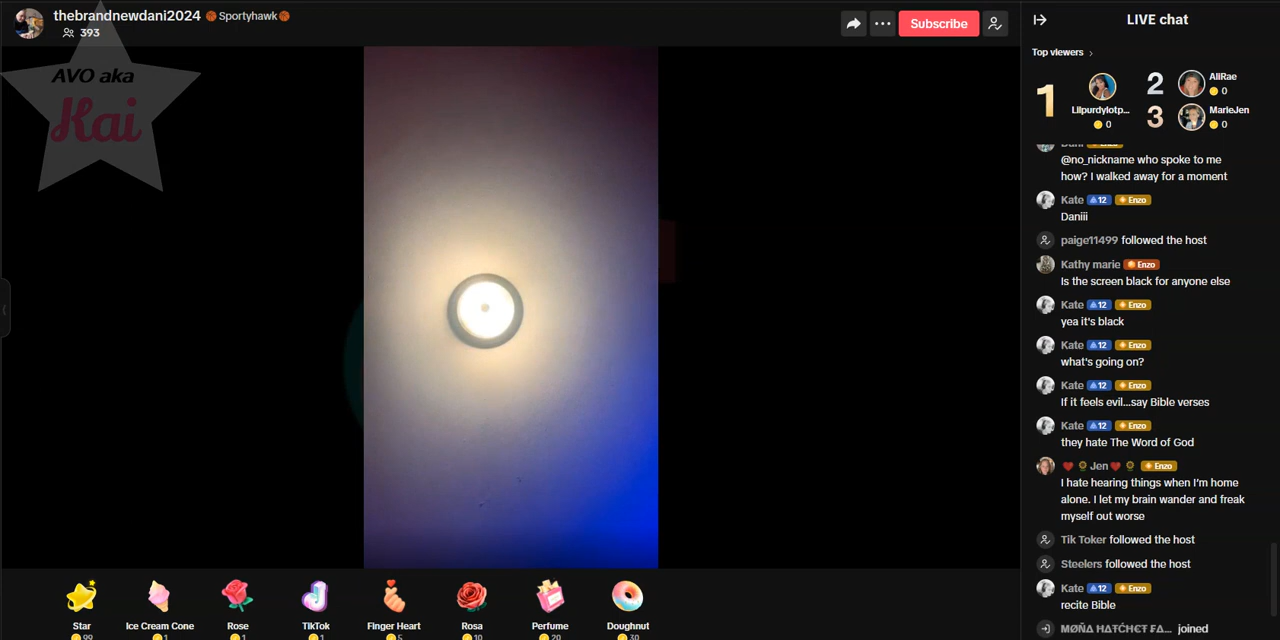 thebrandnewdani2024 🏀 Sportyhawk🏀
393
Subscribe
AVO aka
Kai
LIVE chat
Top viewers ›
1
Lilpurdylotp...
0
2
AliRae
0
3
MarieJen
0
@no_nickname who spoke to me
how? I walked away for a moment
Kate 12 Enzo
Daniii
paige11499 followed the host
Kathy marie Enzo
Is the screen black for anyone else
Kate 12 Enzo
yea it's black
Kate 12 Enzo
what's going on?
Kate 12 Enzo
If it feels evil...say Bible verses
Kate 12 Enzo
they hate The Word of God
Jen Enzo
I hate hearing things when I'm home
alone. I let my brain wander and freak
myself out worse
Tik Toker followed the host
Steelers followed the host
Kate 12 Enzo
recite Bible
MØŇΔ HΔŦĆHЄŦ ₣Δ... joined
Star
99
Ice Cream Cone
1
Rose
1
TikTok
1
Finger Heart
5
Rosa
10
Perfume
20
Doughnut
30